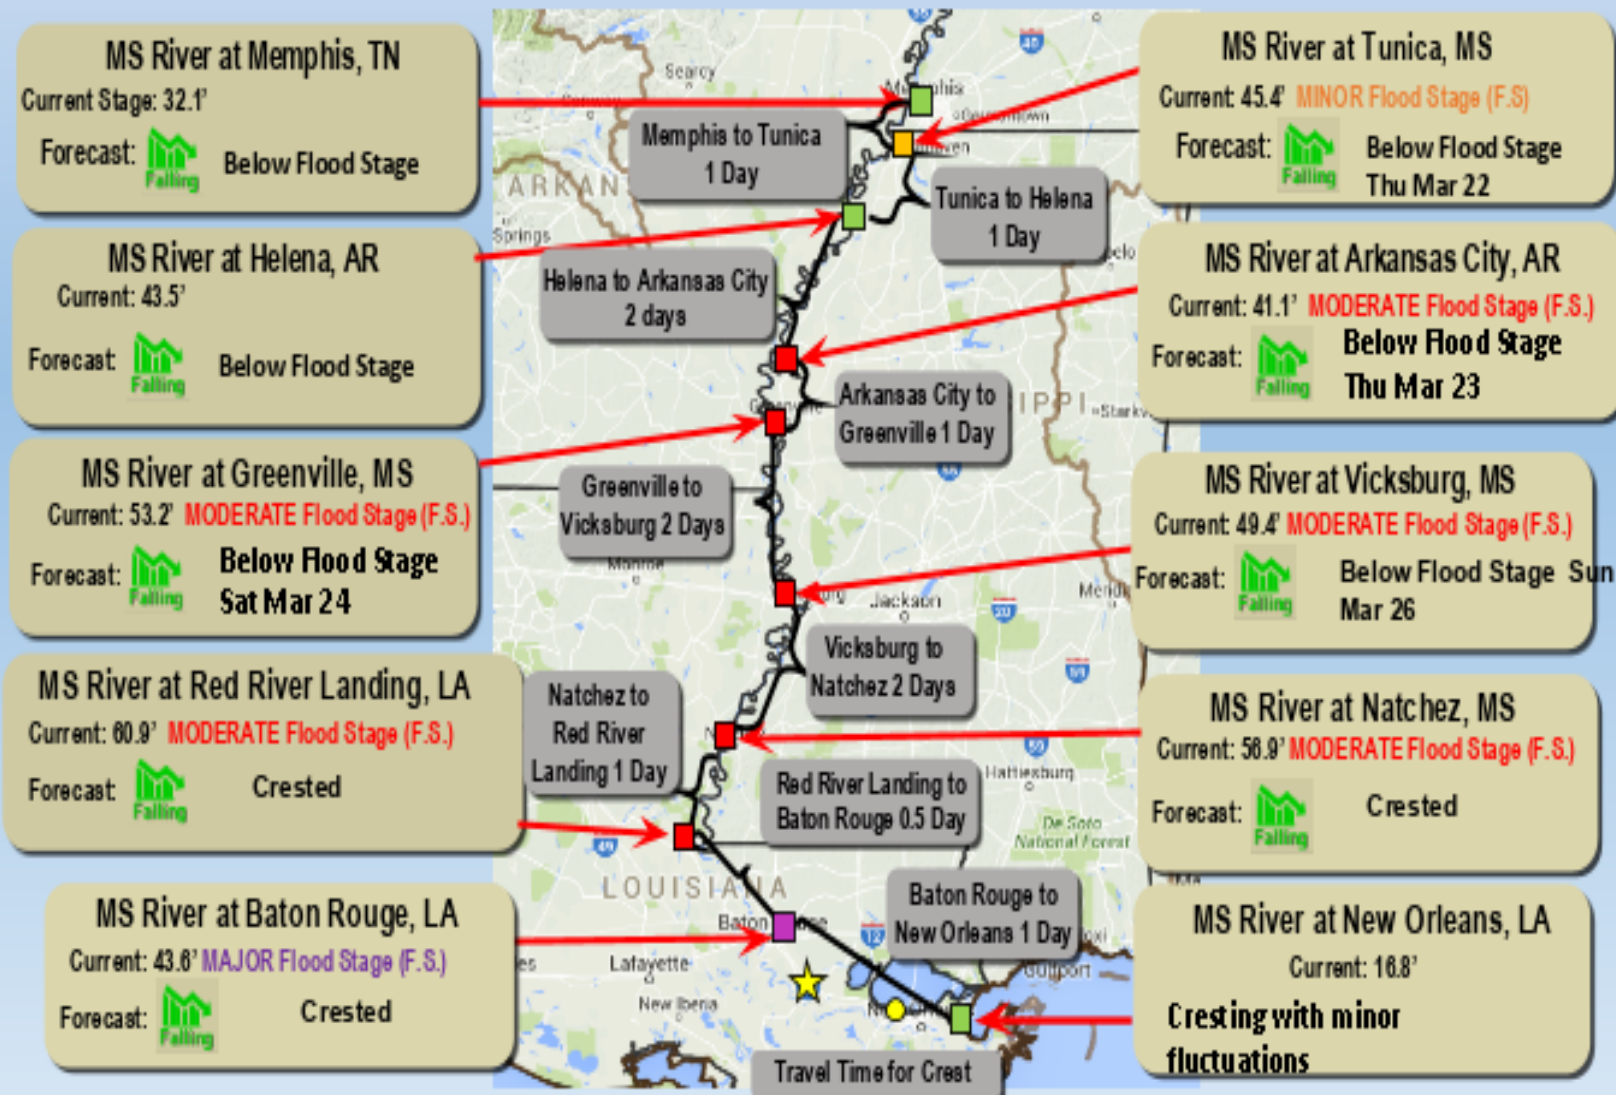 MS River at Memphis, TN
Current Stage: 32.1'
Forecast:
Falling
Below Flood Stage
MS River at Helena, AR
Current: 43.5'
Forecast:
Falling
Below Flood Stage
MS River at Greenville, MS
Current: 53.2' MODERATE Flood Stage (F.S.)
Forecast:
Falling
Below Flood Stage
Sat Mar 24
MS River at Red River Landing, LA
Current: 60.9' MODERATE Flood Stage (F.S.)
Forecast:
Falling
Crested
MS River at Baton Rouge, LA
Current: 43.6' MAJOR Flood Stage (F.S.)
Forecast:
Falling
Crested
Searcy
40
Memphis to Tunica
1 Day
ARKAN
Springs
Tunica to Helena
1 Day
Helena to Arkansas City
2 days
Arkansas City to
Greenville 1 Day
IPPI
55
Greenville to
Vicksburg 2 Days
Monroe
Jackson
20
Vicksburg to
Natchez 2 Days
59
Natchez to
Red River
Landing 1 Day
59
Hattiesburg
Red River Landing to
Baton Rouge 0.5 Day
De Soto
National Forest
49
LOUISIANA
Baton
Baton Rouge to
New Orleans 1 Day
12
Lafayette
Gulfport
New Iberia
Travel Time for Crest
MS River at Tunica, MS
Current: 45.4' MINOR Flood Stage (F.S)
Forecast:
Falling
Below Flood Stage
Thu Mar 22
MS River at Arkansas City, AR
Current: 41.1' MODERATE Flood Stage (F.S.)
Forecast:
Falling
Below Flood Stage
Thu Mar 23
MS River at Vicksburg, MS
Current: 49.4' MODERATE Flood Stage (F.S.)
Forecast:
Falling
Below Flood Stage Sun
Mar 26
MS River at Natchez, MS
Current: 56.9' MODERATE Flood Stage (F.S.)
Forecast:
Falling
Crested
MS River at New Orleans, LA
Current: 16.8'
Cresting with minor
fluctuations